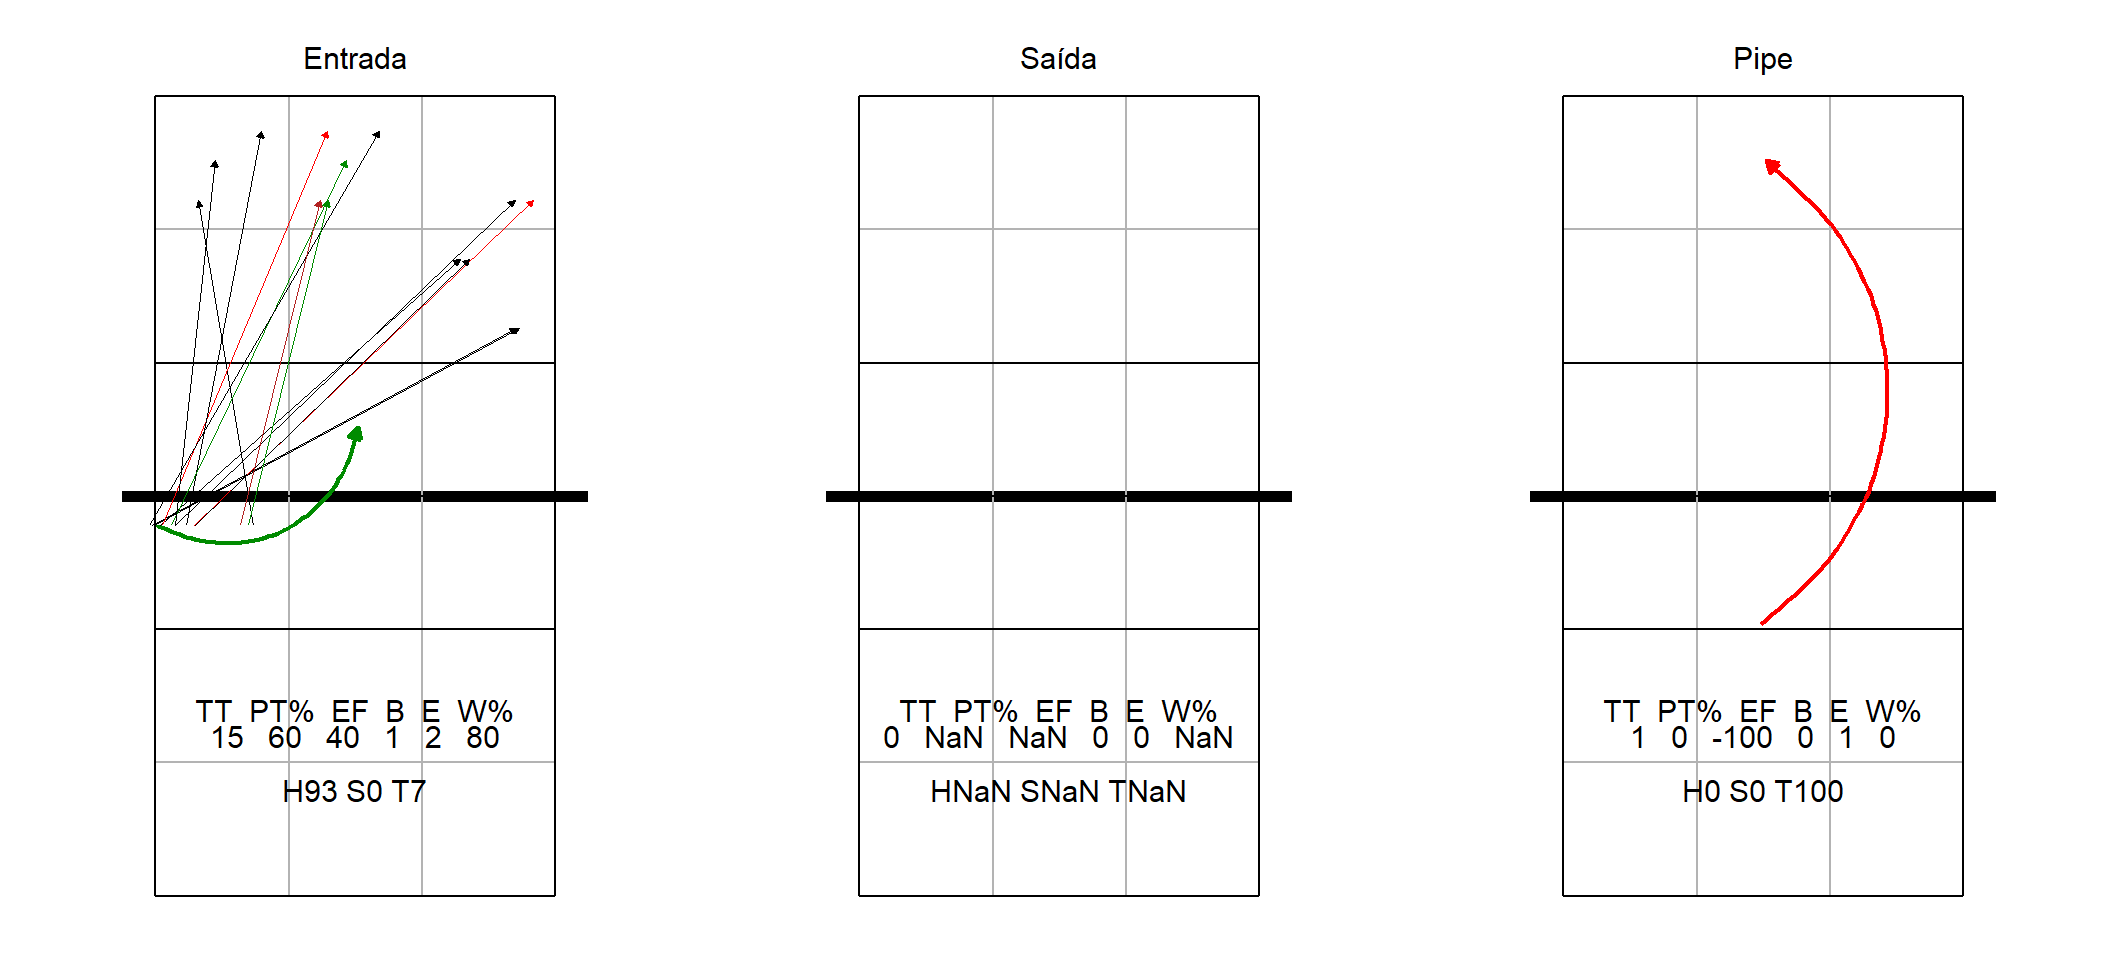 Entrada
TT PT% EF B E W%
15 60 40 1 2 80
H93 S0 T7
Saída
TT PT% EF B E W%
0 NaN NaN 0 0 NaN
HNaN SNaN TNaN
Pipe
TT PT% EF B E W%
1 0 -100 0 1 0
H0 S0 T100